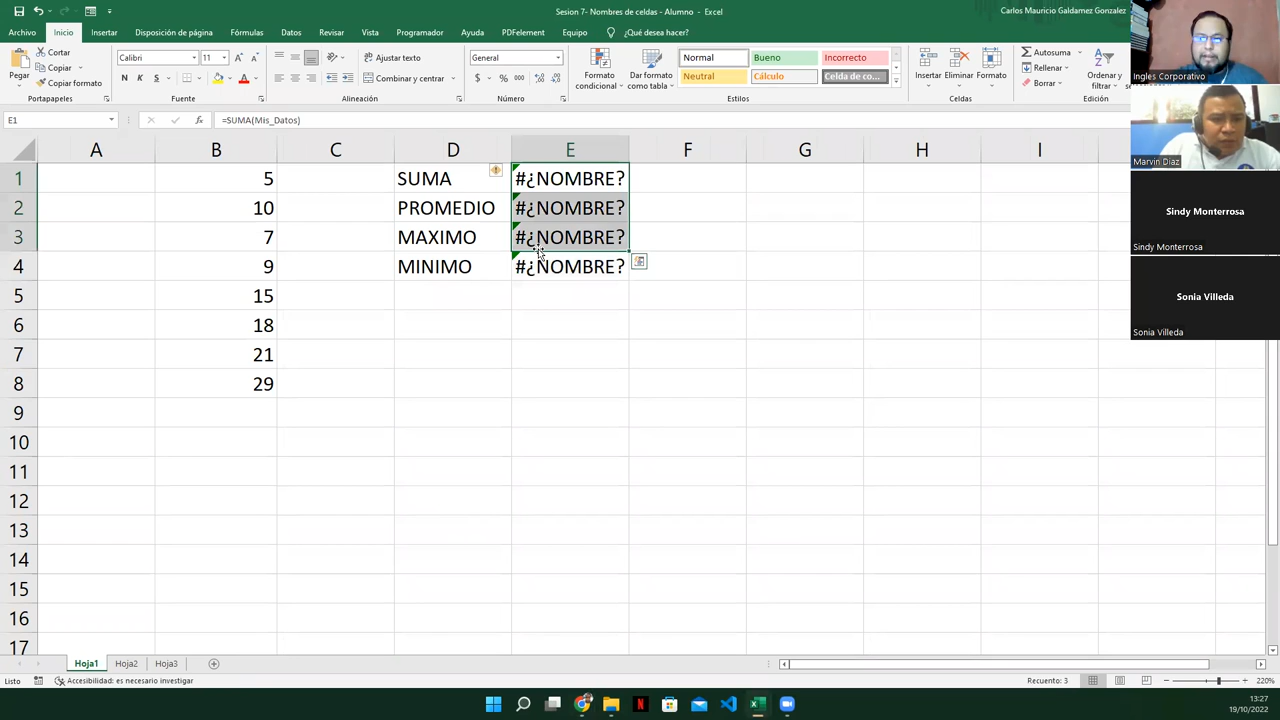 Sesion 7- Nombres de celdas - Alumno - Excel
Carlos Mauricio Galdamez Gonzalez
Archivo Inicio Insertar Disposición de página Fórmulas Datos Revisar Vista Programador Ayuda PDFelement Equipo ¿Qué desea hacer?
Pegar
Cortar
Copiar
Copiar formato
Portapapeles
Calibri 11
N K S
Fuente
Ajustar texto
Combinar y centrar
Alineación
General
$ % 000
Número
Formato condicional
Dar formato como tabla
Normal Bueno Incorrecto
Neutral Cálculo Celda de co...
Estilos
Insertar Eliminar Formato
Celdas
Autosuma
Rellenar
Borrar
Ordenar y filtrar
Edición
E1 fx =SUMA(Mis_Datos)
A B C D E F G H I
1 5 SUMA #¿NOMBRE?
2 10 PROMEDIO #¿NOMBRE?
3 7 MAXIMO #¿NOMBRE?
4 9 MINIMO #¿NOMBRE?
5 15
6 18
7 21
8 29
9
10
11
12
13
14
15
16
17
Ingles Corporativo
Marvin Diaz
Sindy Monterrosa
Sindy Monterrosa
Sonia Villeda
Sonia Villeda
Hoja1 Hoja2 Hoja3
Listo Accesibilidad: es necesario investigar Recuento: 3 220%
13:27
19/10/2022